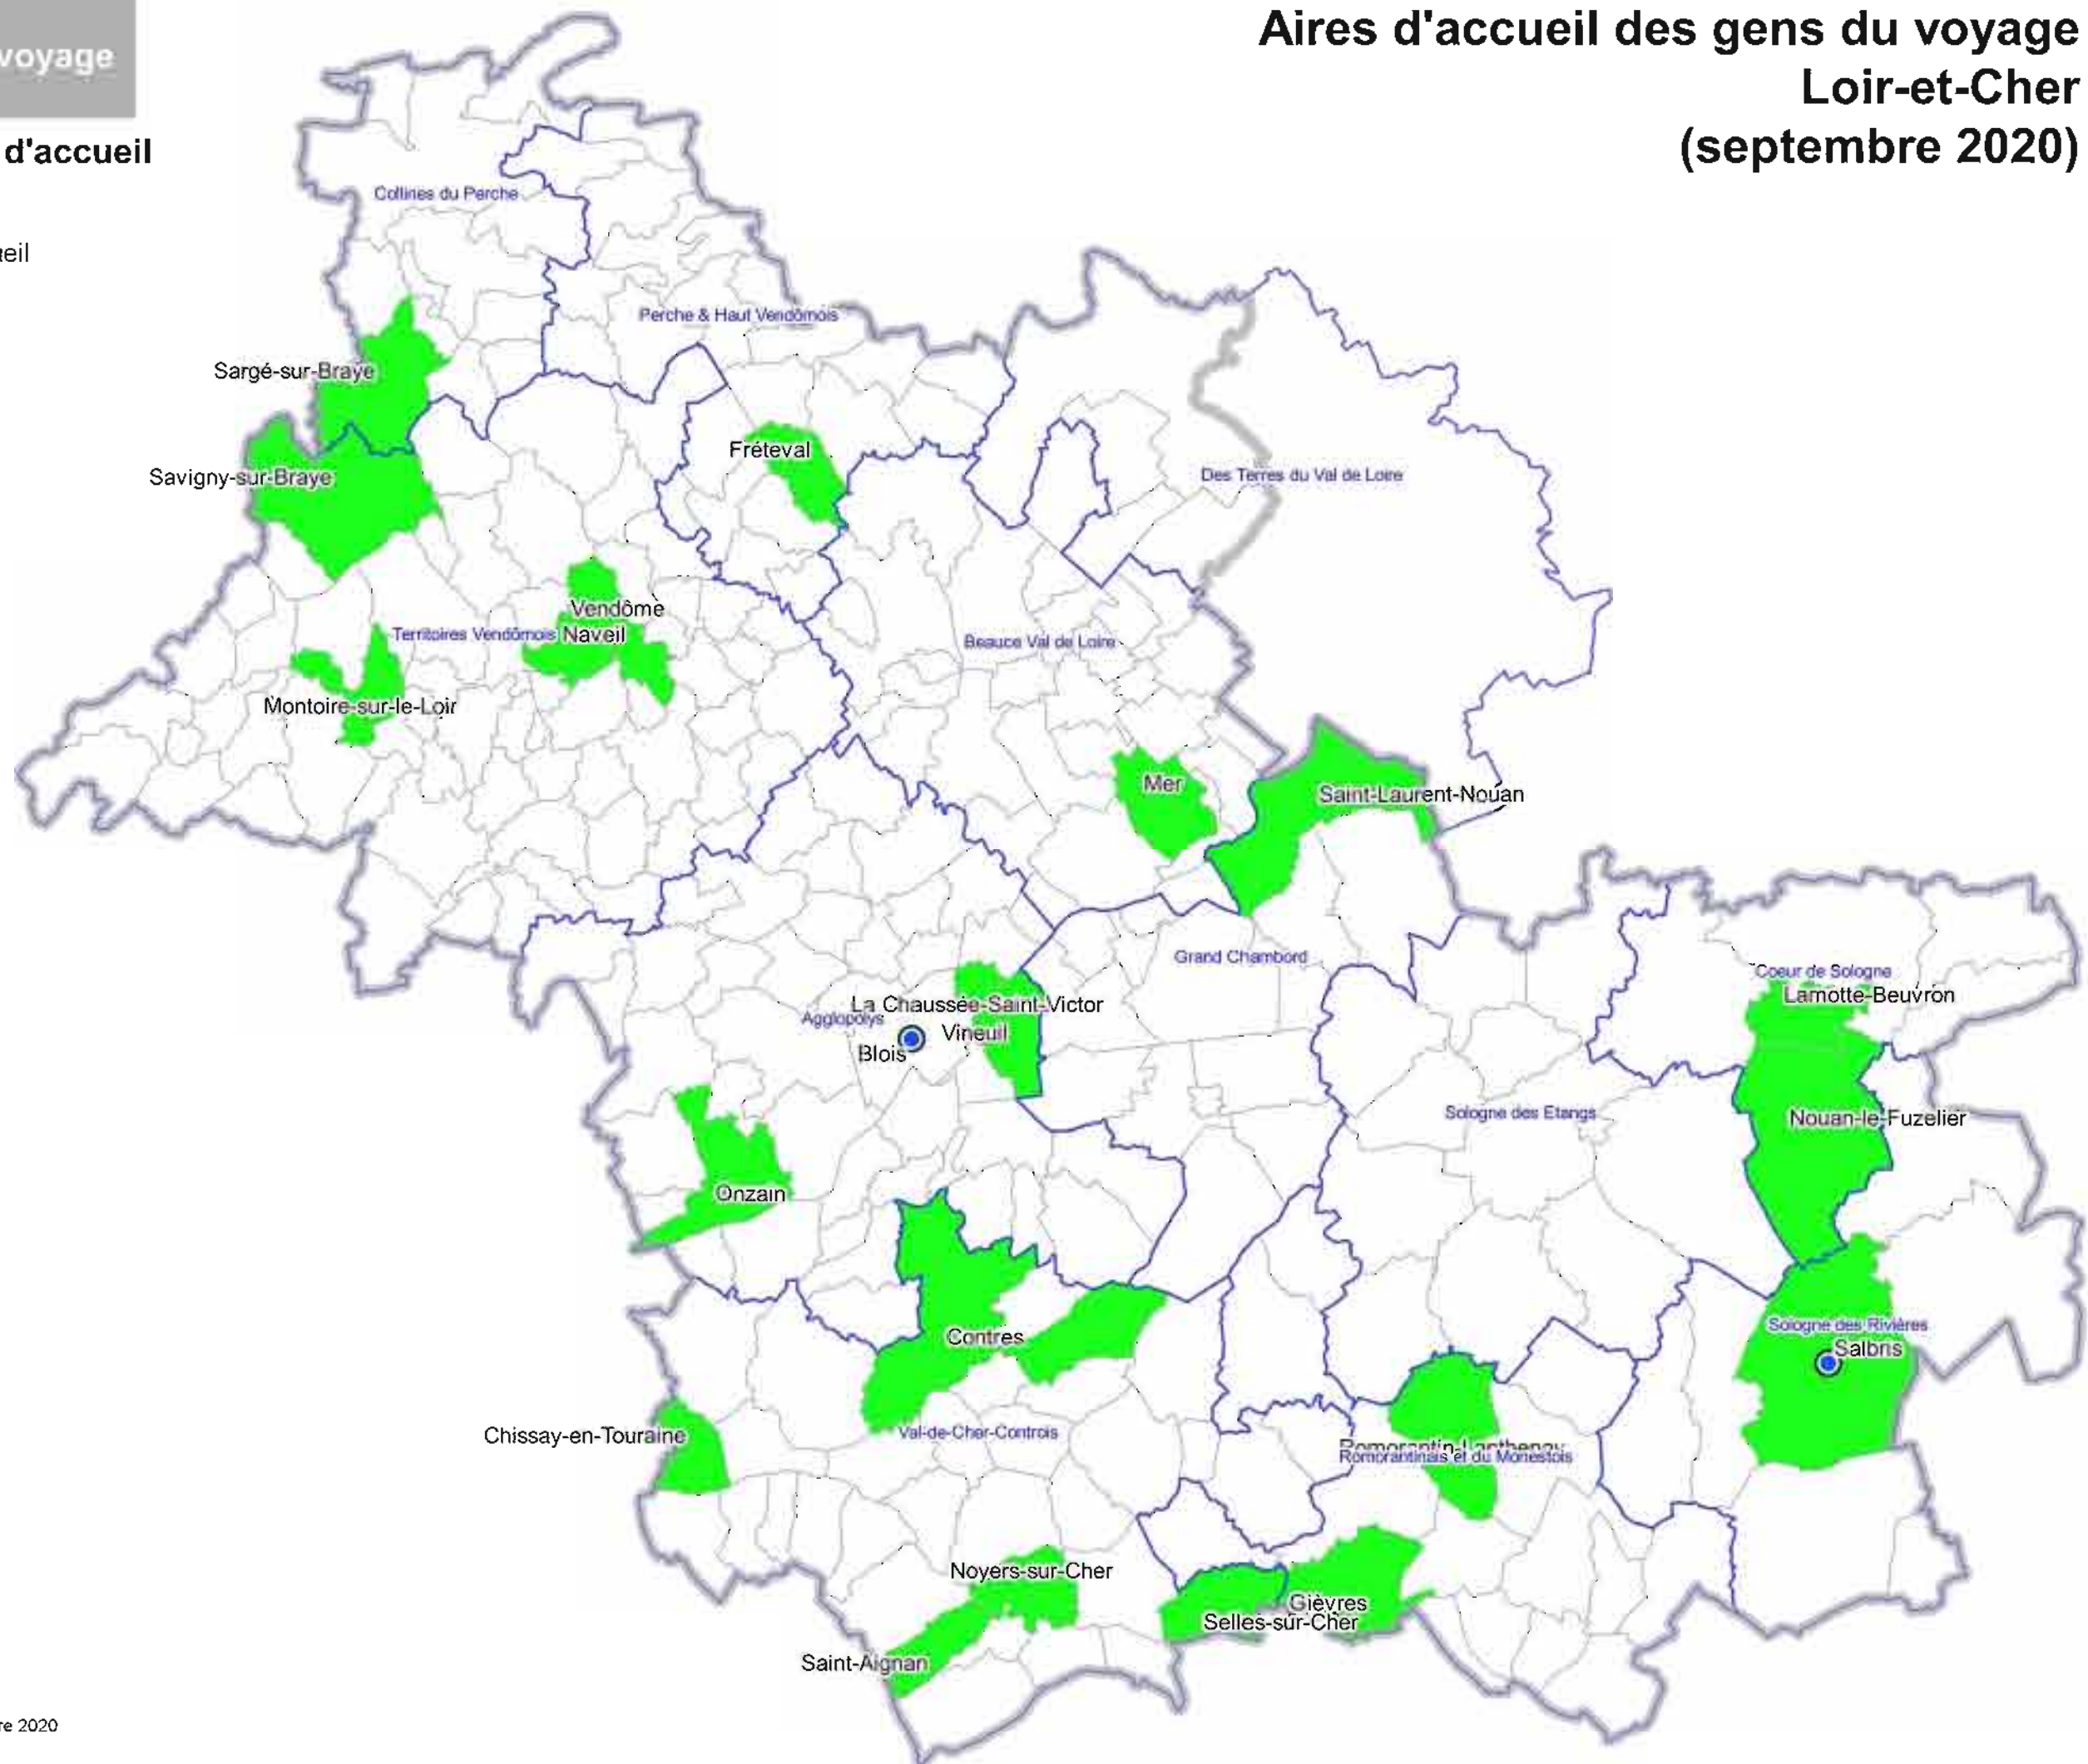 voyage
Aires d'accueil des gens du voyage
Loir-et-Cher
(septembre 2020)
d'accueil
Collines du Perche
Perche & Haut Vendômois
Sargé-sur-Braye
Fréteval
Savigny-sur-Braye
Des Terres du Val de Loire
Vendôme
Territoires Vendômois
Naveil
Beauce Val de Loire
Montoire-sur-le-Loir
Mer
Saint-Laurent-Nouan
Grand Chambord
Coeur de Sologne
Lamotte-Beuvron
La Chaussée-Saint-Victor
Agglopolys
Vineuil
Blois
Sologne des Etangs
Nouan-le-Fuzelier
Onzain
Sologne des Rivières
Contres
Salbris
Chissay-en-Touraine
Val-de-Cher-Controis
Romorantin-Lanthenay
Romorantinais et du Monestois
Noyers-sur-Cher
Gièvres
Selles-sur-Cher
Saint-Aignan
2020